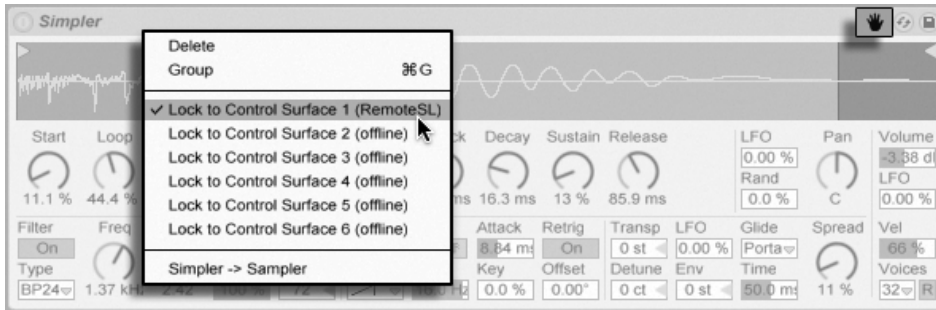 Simpler
Delete
Group ⌘G
✓ Lock to Control Surface 1 (RemoteSL)
Lock to Control Surface 2 (offline)
Lock to Control Surface 3 (offline)
Lock to Control Surface 4 (offline)
Lock to Control Surface 5 (offline)
Lock to Control Surface 6 (offline)
Simpler -> Sampler
Start Loop ck Decay Sustain Release LFO Pan Volume
0.00 % -3.38 d
Rand LFO
11.1 % 44.4 % ms 16.3 ms 13 % 85.9 ms 0.0 % C 0.00 %
Filter Freq Attack Retrig Transp LFO Glide Spread Vel
On 8.84 m On 0 st 0.00 % Porta 66 %
Type Key Offset Detune Env Time Voices
BP24 1.37 kHz 2.42 100 % 72 16.0 Hz 0.0 % 0.00° 0 ct 0 st 50.0 m 11 % 32 R